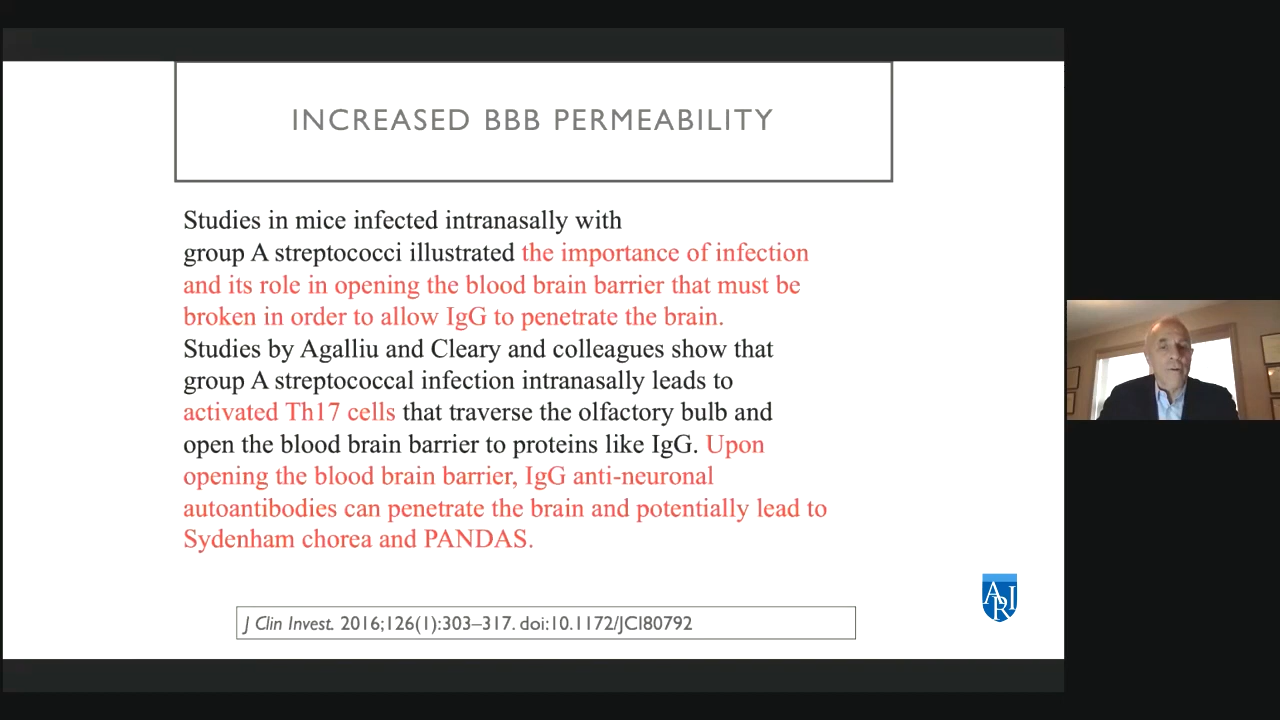 INCREASED BBB PERMEABILITY
Studies in mice infected intranasally with
group A streptococci illustrated the importance of infection
and its role in opening the blood brain barrier that must be
broken in order to allow IgG to penetrate the brain.
Studies by Agalliu and Cleary and colleagues show that
group A streptococcal infection intranasally leads to
activated Th17 cells that traverse the olfactory bulb and
open the blood brain barrier to proteins like IgG. Upon
opening the blood brain barrier, IgG anti-neuronal
autoantibodies can penetrate the brain and potentially lead to
Sydenham chorea and PANDAS.
J Clin Invest. 2016;126(1):303–317. doi:10.1172/JCI80792
ARI